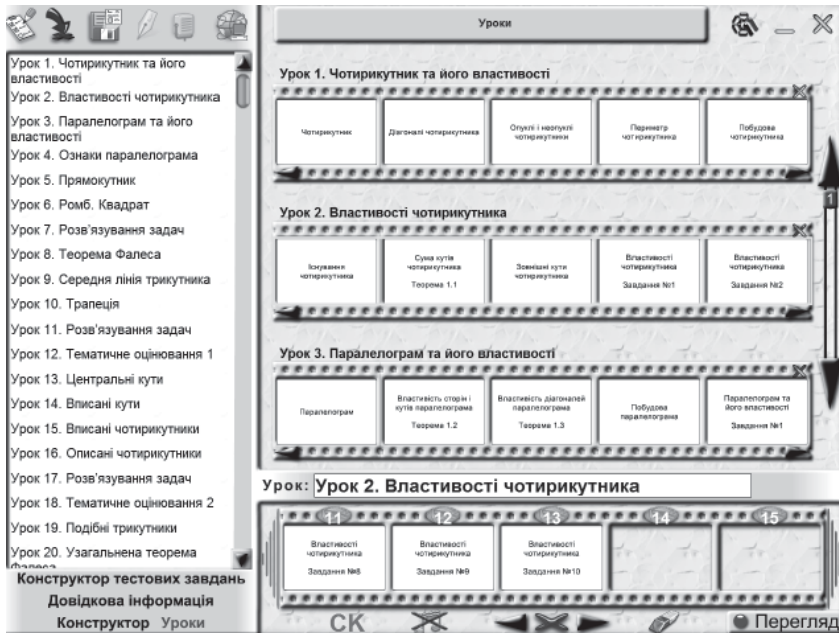 Уроки
Урок 1. Чотирикутник та його
властивості
Урок 2. Властивості чотирикутника
Урок 3. Паралелограм та його
властивості
Урок 4. Ознаки паралелограма
Урок 5. Прямокутник
Урок 6. Ромб. Квадрат
Урок 7. Розв'язування задач
Урок 8. Теорема Фалеса
Урок 9. Середня лінія трикутника
Урок 10. Трапеція
Урок 11. Розв'язування задач
Урок 12. Тематичне оцінювання 1
Урок 13. Центральні кути
Урок 14. Вписані кути
Урок 15. Вписані чотирикутники
Урок 16. Описані чотирикутники
Урок 17. Розв'язування задач
Урок 18. Тематичне оцінювання 2
Урок 19. Подібні трикутники
Урок 20. Узагальнена теорема
Фалеса
Конструктор тестових завдань
Довідкова інформація
Конструктор Уроки
Урок 1. Чотирикутник та його властивості
Чотирикутник
Діагоналі чотирикутника
Опуклі і неопуклі
чотирикутники
Периметр
чотирикутника
Побудова
чотирикутника
Урок 2. Властивості чотирикутника
Існування
чотирикутника
Сума кутів
чотирикутника
Теорема 1.1
Зовнішні кути
чотирикутника
Властивості
чотирикутника
Завдання №1
Властивості
чотирикутника
Завдання №2
1
Урок 3. Паралелограм та його властивості
Паралелограм
Властивість сторін і
кутів паралелограма
Теорема 1.2
Властивість діагоналей
паралелограма
Теорема 1.3
Побудова
паралелограма
Паралелограм та
його властивості
Завдання №1
Урок: Урок 2. Властивості чотирикутника
11 12 13 14 15
Властивості
чотирикутника
Завдання №8
Властивості
чотирикутника
Завдання №9
Властивості
чотирикутника
Завдання №10
СК
Перегляд